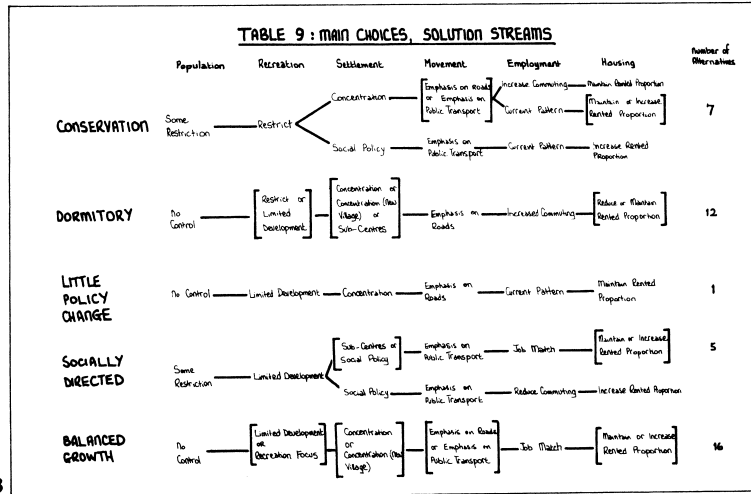 TABLE 9 : MAIN CHOICES, SOLUTION STREAMS
Population Recreation Settlement Movement Employment Housing Number of Alternatives
CONSERVATION
Some
Restriction
Restrict
Concentration
Emphasis on Roads
or Emphasis on
Public Transport
Increase Commuting
Maintain Rented Proportion
Current Pattern
Maintain or Increase
Rented Proportion
7
Social Policy
Emphasis on
Public Transport
Current Pattern
Increase Rented
Proportion
DORMITORY
No
Control
Restrict or
Limited
Development
Concentration or
Concentration (New
Village) or
Sub-Centres
Emphasis on
Roads
Increased Commuting
Reduce or Maintain
Rented Proportion
12
LITTLE
POLICY
CHANGE
No Control
Limited Development
Concentration
Emphasis on
Roads
Current Pattern
Maintain Rented
Proportion
1
SOCIALLY
DIRECTED
Some
Restriction
Limited Development
Sub-Centres or
Social Policy
Emphasis on
Public Transport
Job Match
Maintain or Increase
Rented Proportion
5
Social Policy
Emphasis on
Public Transport
Reduce Commuting
Increase Rented Proportion
BALANCED
GROWTH
No
Control
Limited Development
OR
Recreation Focus
Concentration
or
Concentration (New
Village)
Emphasis on Roads
or Emphasis on
Public Transport
Job Match
Maintain or Increase
Rented Proportion
16